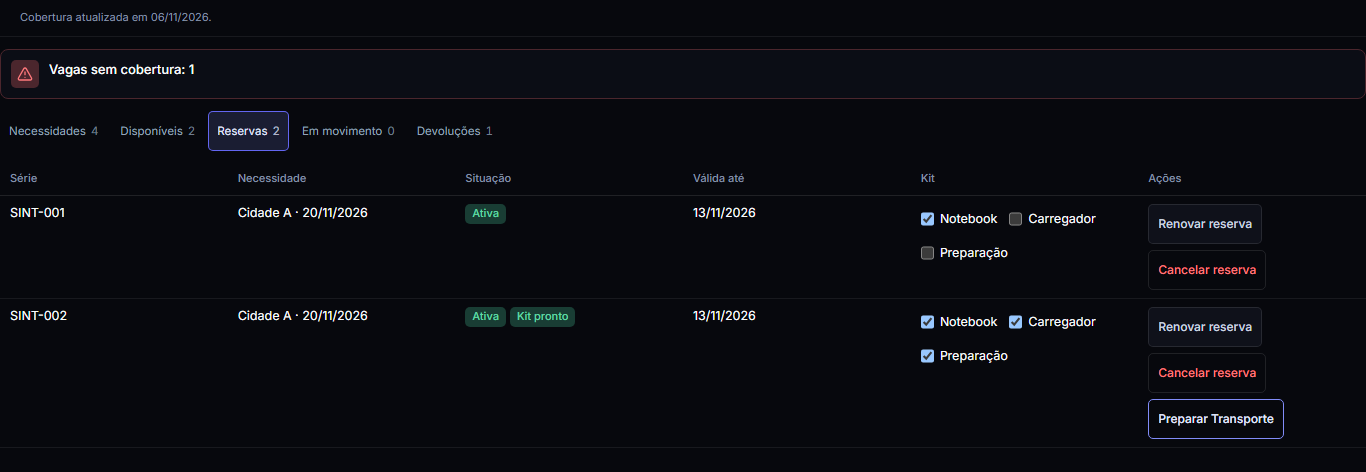 Cobertura atualizada em 06/11/2026.
Vagas sem cobertura: 1
Necessidades 4 Disponíveis 2 Reservas 2 Em movimento 0 Devoluções 1
Série Necessidade Situação Válida até Kit Ações
SINT-001 Cidade A · 20/11/2026 Ativa 13/11/2026 Notebook Carregador Renovar reserva
Preparação
Cancelar reserva
SINT-002 Cidade A · 20/11/2026 Ativa Kit pronto 13/11/2026 Notebook Carregador Renovar reserva
Preparação
Cancelar reserva
Preparar Transporte